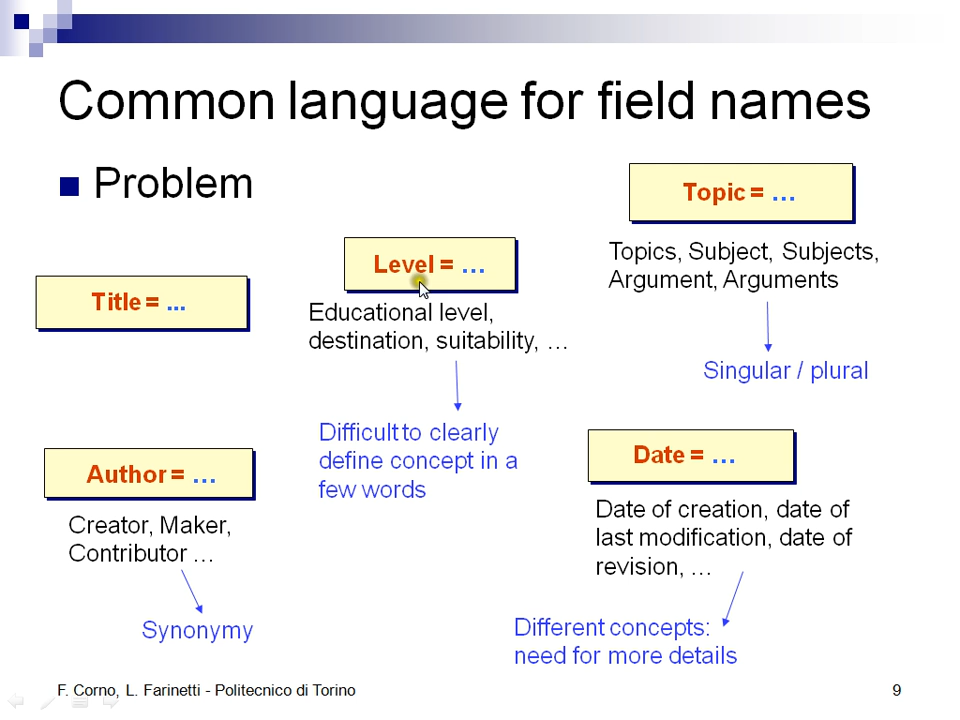 Common language for field names
Problem
Topic = …
Topics, Subject, Subjects,
Argument, Arguments
Singular / plural
Level = …
Educational level,
destination, suitability, …
Difficult to clearly
define concept in a
few words
Title = ...
Author = …
Creator, Maker,
Contributor …
Synonymy
Date = …
Date of creation, date of
last modification, date of
revision, …
Different concepts:
need for more details
F. Corno, L. Farinetti - Politecnico di Torino
9